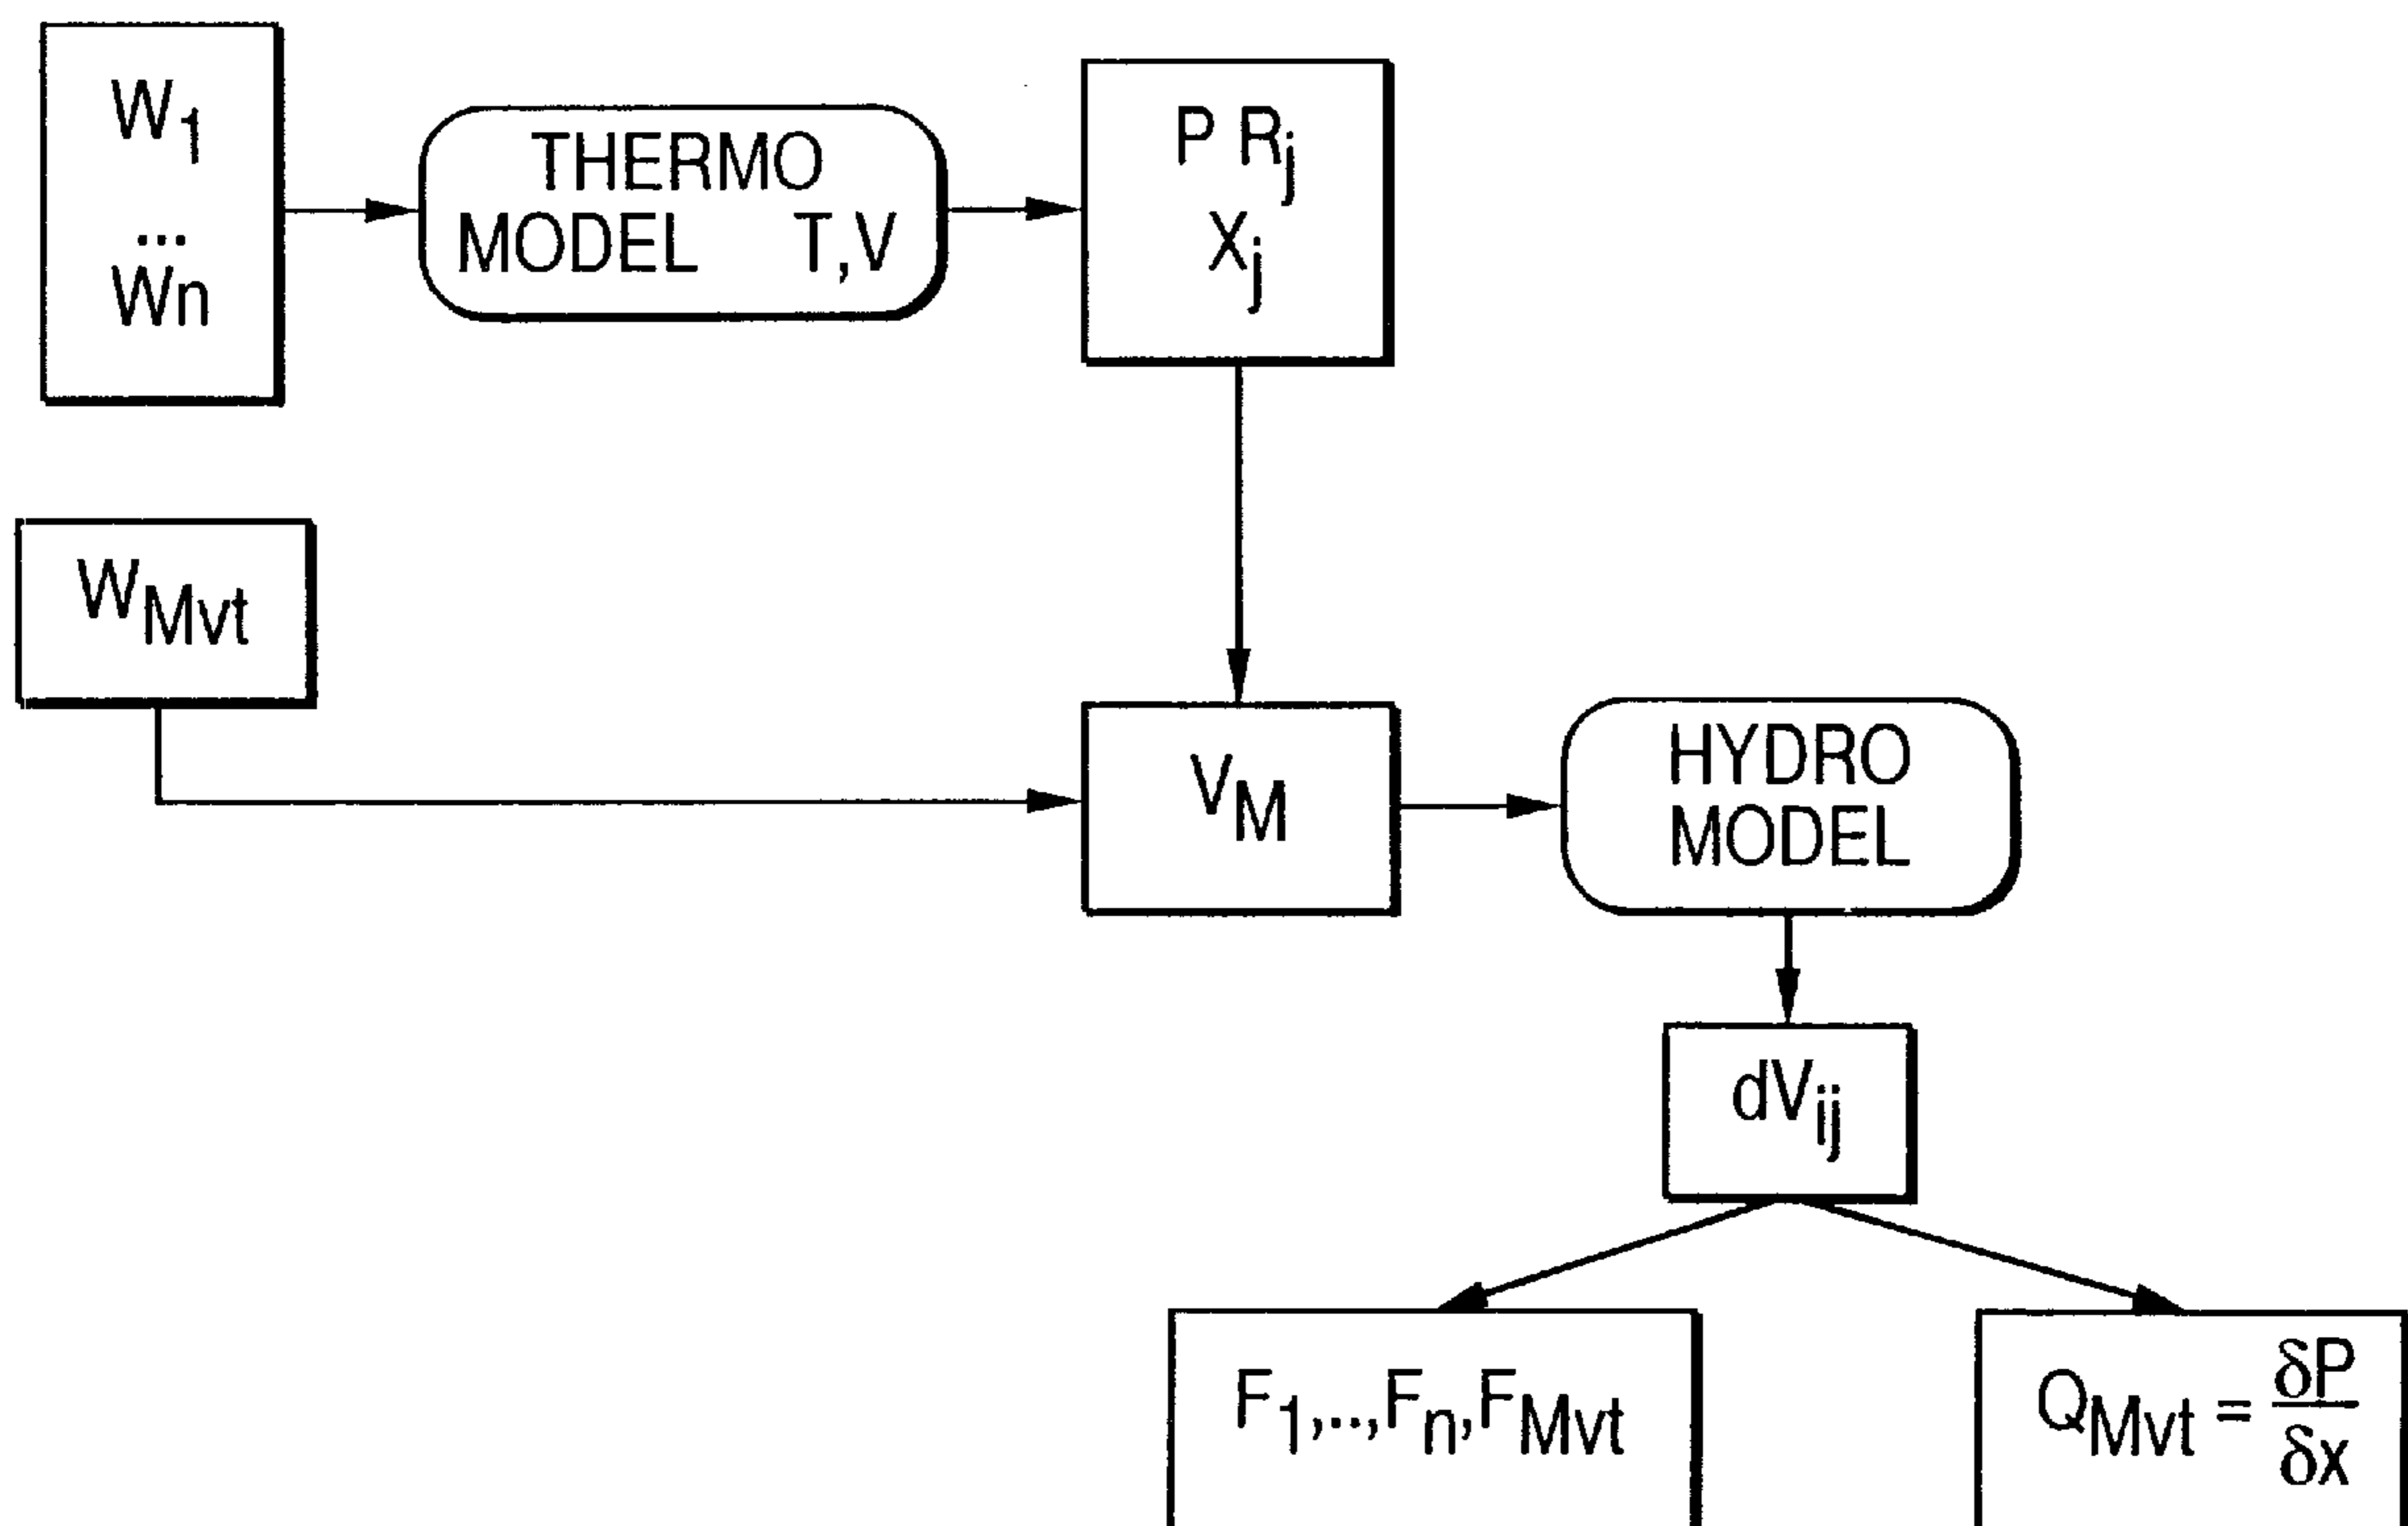 W1
...
Wn
THERMO
MODEL T,V
P Rj
Xj
WMvt
VM
HYDRO
MODEL
dVij
F1,..,Fn,FMvt
QMvt = δP/δx